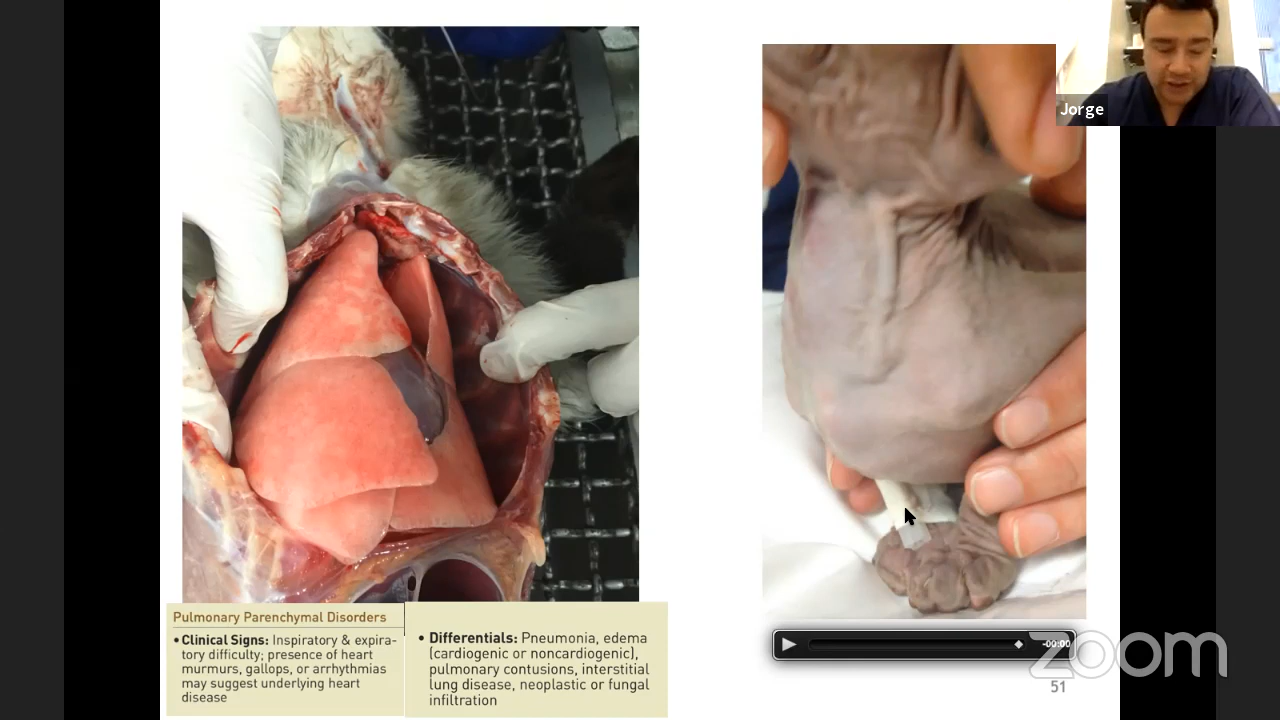 Jorge
Pulmonary Parenchymal Disorders
• Clinical Signs: Inspiratory & expira-
tory difficulty; presence of heart
murmurs, gallops, or arrhythmias
may suggest underlying heart
disease
• Differentials: Pneumonia, edema
(cardiogenic or noncardiogenic),
pulmonary contusions, interstitial
lung disease, neoplastic or fungal
infiltration
-00:00
zoom
51